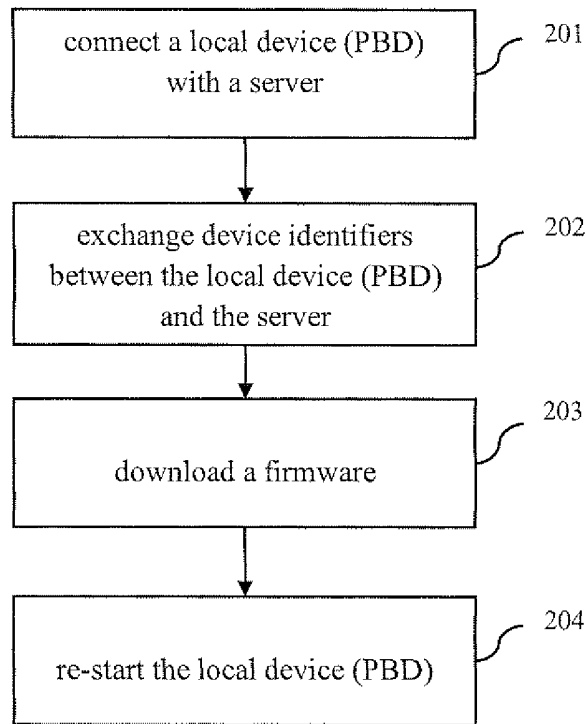 connect a local device (PBD)
with a server
201
exchange device identifiers
between the local device (PBD)
and the server
202
download a firmware
203
re-start the local device (PBD)
204